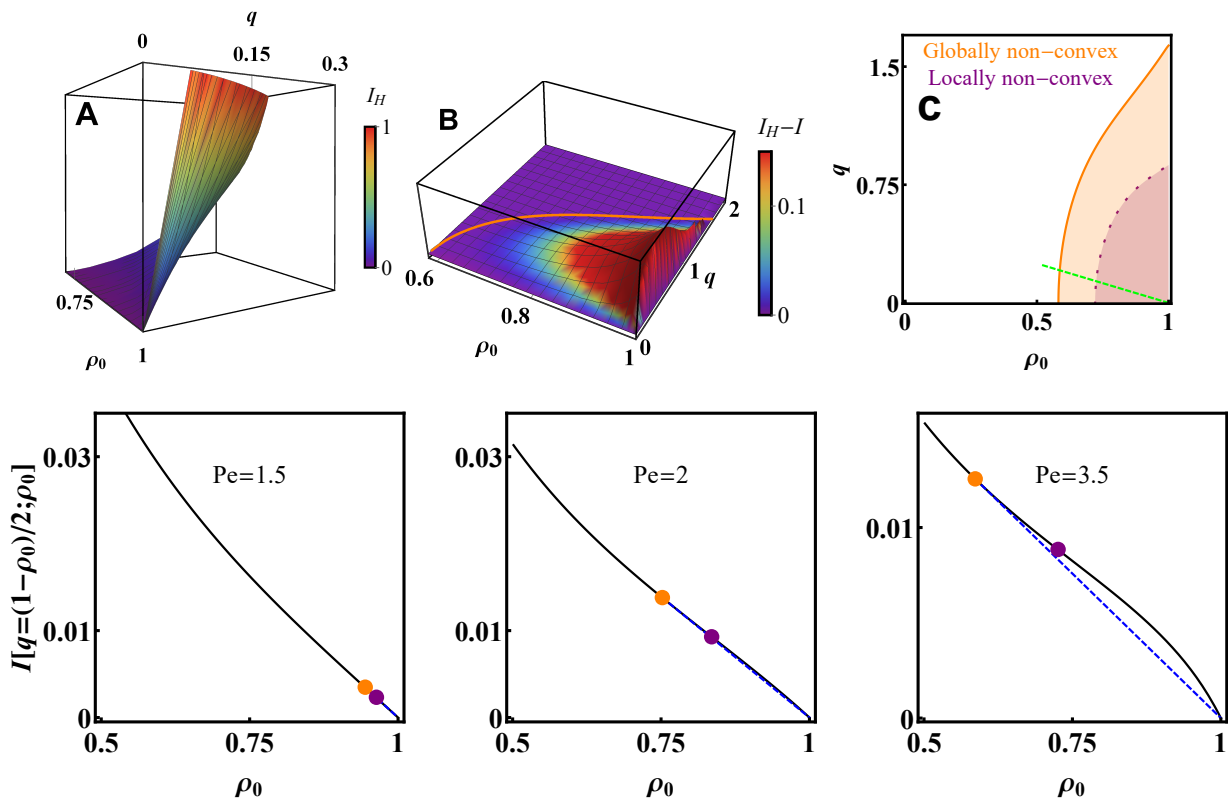 A
q
0
0.15
0.3
0.75
1
ρ0
I_H
1
0
B
0.6
0.8
1
ρ0
0
1
2
q
I_H−I
0.1
0
C
Globally non−convex
Locally non−convex
1.5
0.75
0
q
0
0.5
1
ρ0
I[q=(1−ρ0)/2;ρ0]
Pe=1.5
0.03
0.01
0
0.5
0.75
1
ρ0
Pe=2
0.03
0.01
0
0.5
0.75
1
ρ0
Pe=3.5
0.01
0
0.5
0.75
1
ρ0